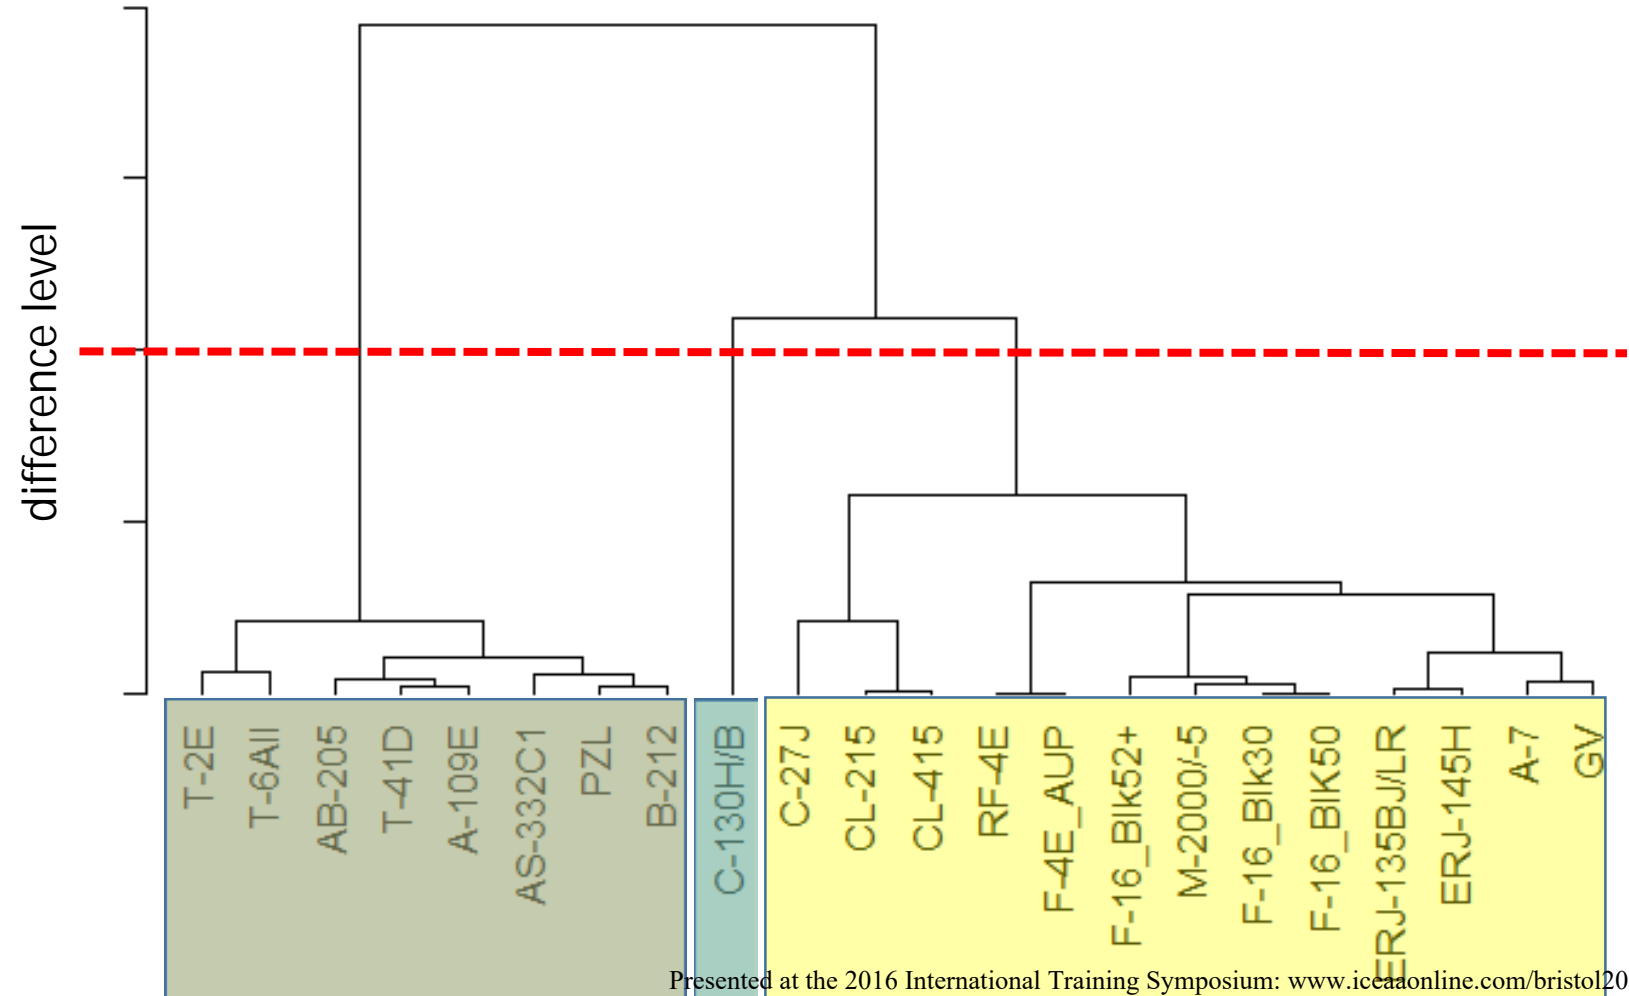 difference level
T-2E
T-6AII
AB-205
T-41D
A-109E
AS-332C1
PZL
B-212
C-130H/B
C-27J
CL-215
CL-415
RF-4E
F-4E_AUP
F-16_Blk52+
M-2000/-5
F-16_Blk30
F-16_BlK50
ERJ-135BJ/LR
ERJ-145H
A-7
GV
Presented at the 2016 International Training Symposium: www.iceaaonline.com/bristol20